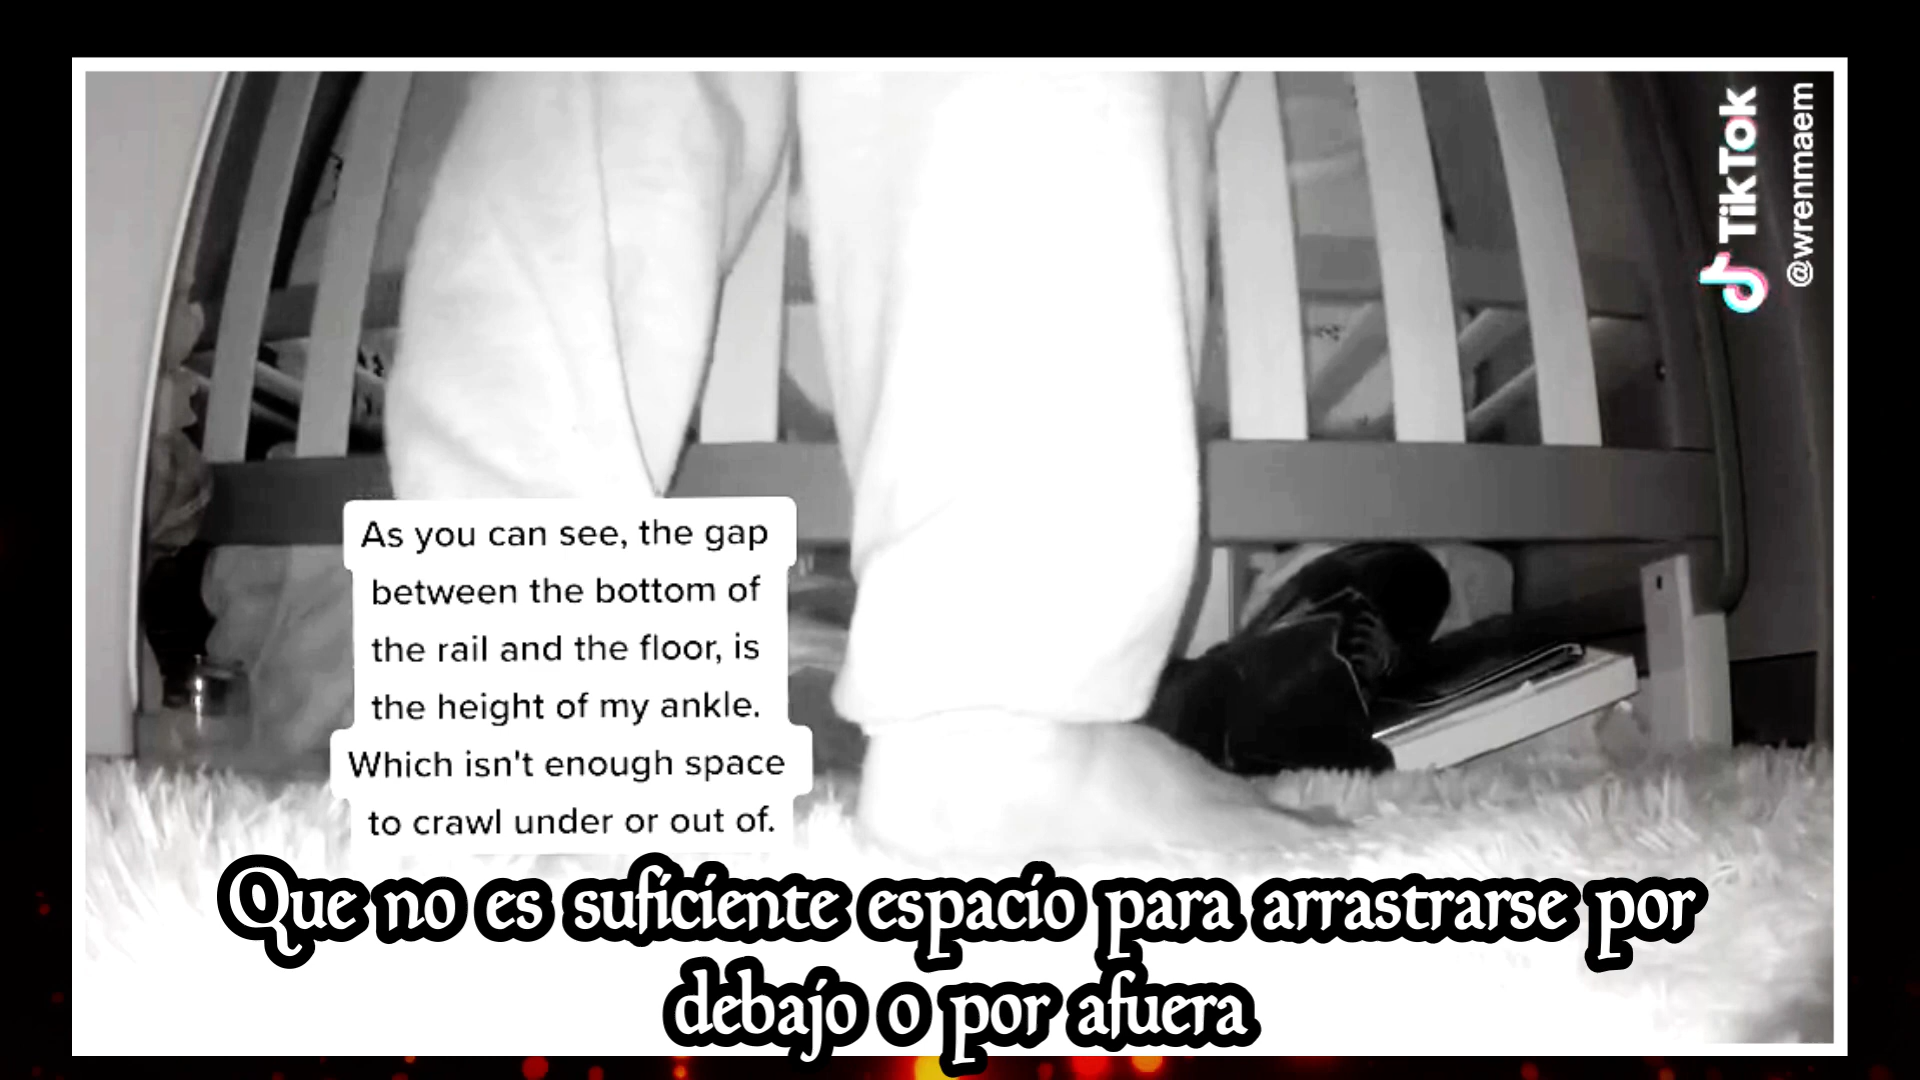 TikTok
@wrenmaem
As you can see, the gap
between the bottom of
the rail and the floor, is
the height of my ankle.
Which isn't enough space
to crawl under or out of.
Que no es suficiente espacio para arrastrarse por
debajo o por afuera